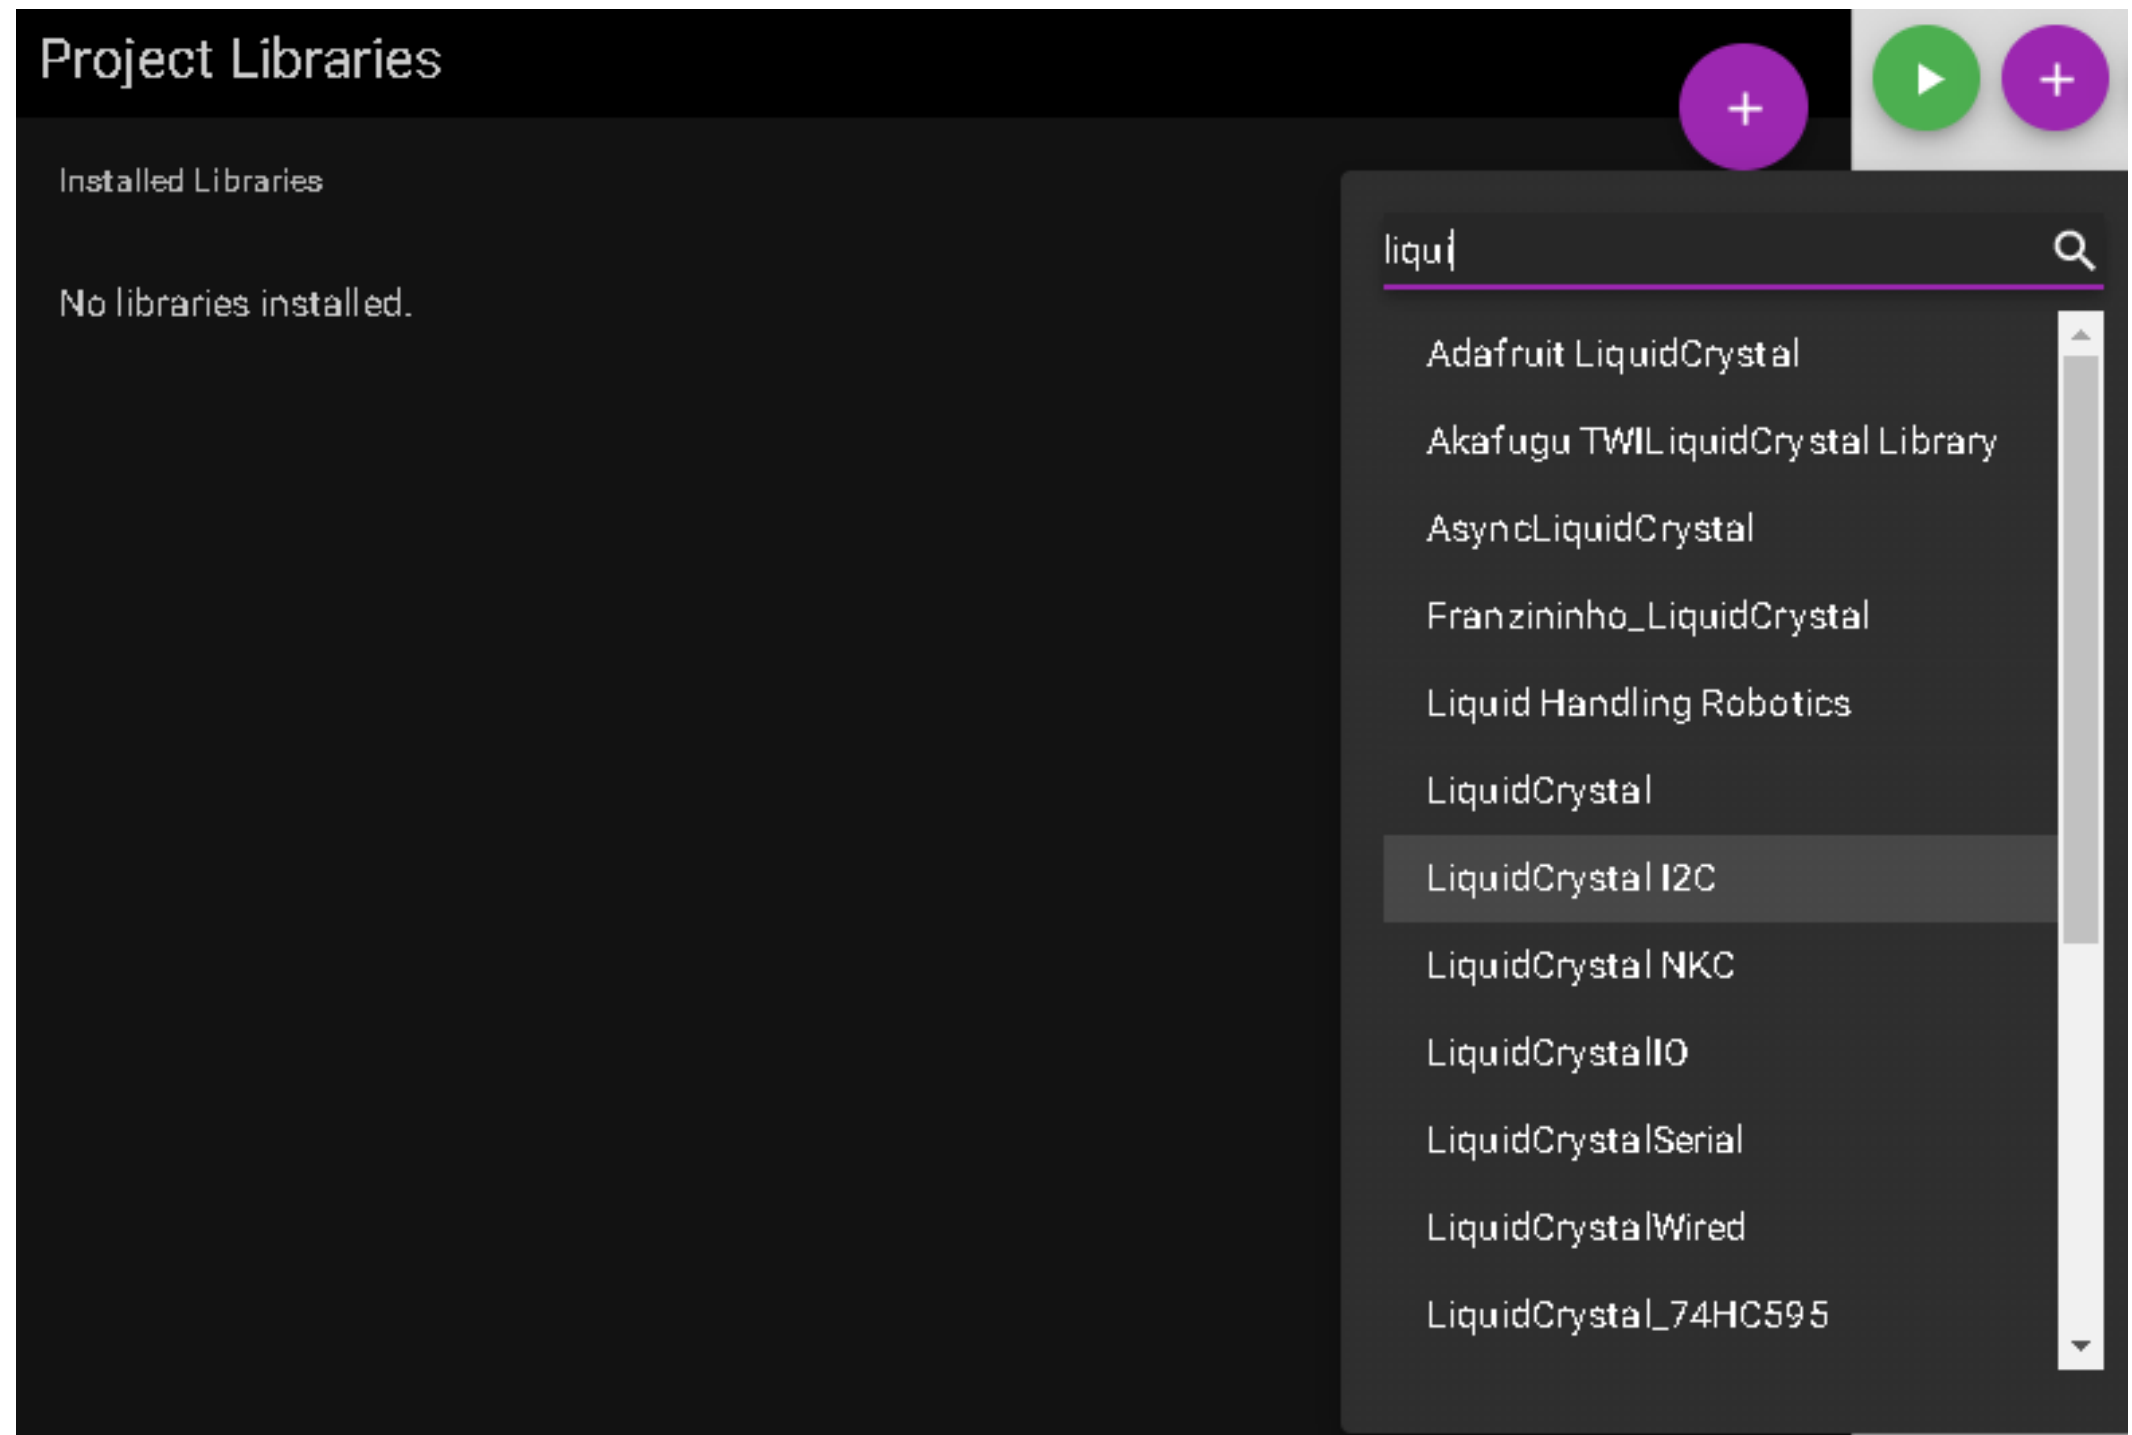 Project Libraries
Installed Libraries
No libraries installed.
liqui
Adafruit LiquidCrystal
Akafugu TWILiquidCrystal Library
AsyncLiquidCrystal
Franzininho_LiquidCrystal
Liquid Handling Robotics
LiquidCrystal
LiquidCrystal I2C
LiquidCrystal NKC
LiquidCrystalIO
LiquidCrystalSerial
LiquidCrystalWired
LiquidCrystal_74HC595